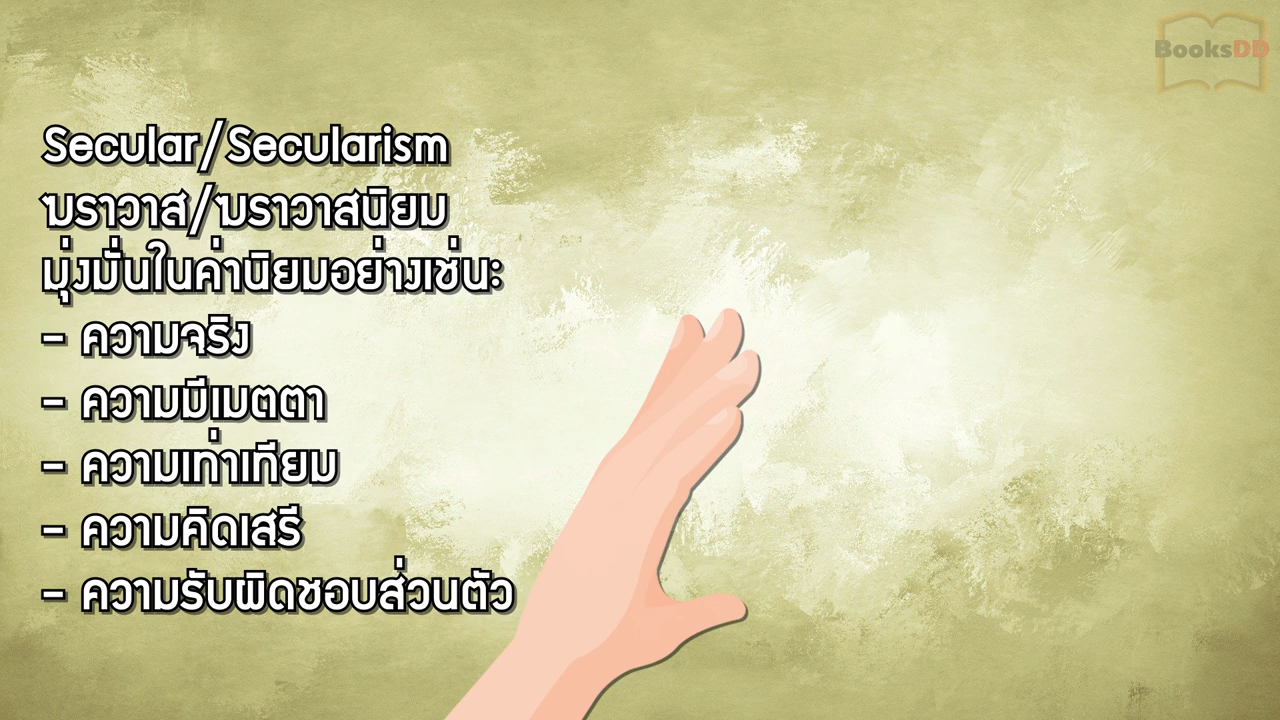 BooksDD
Secular/Secularism
ฆราวาส/ฆราวาสนิยม
มุ่งมั่นในค่านิยมอย่างเช่น:
- ความจริง
- ความมีเมตตา
- ความเท่าเทียม
- ความคิดเสรี
- ความรับผิดชอบส่วนตัว